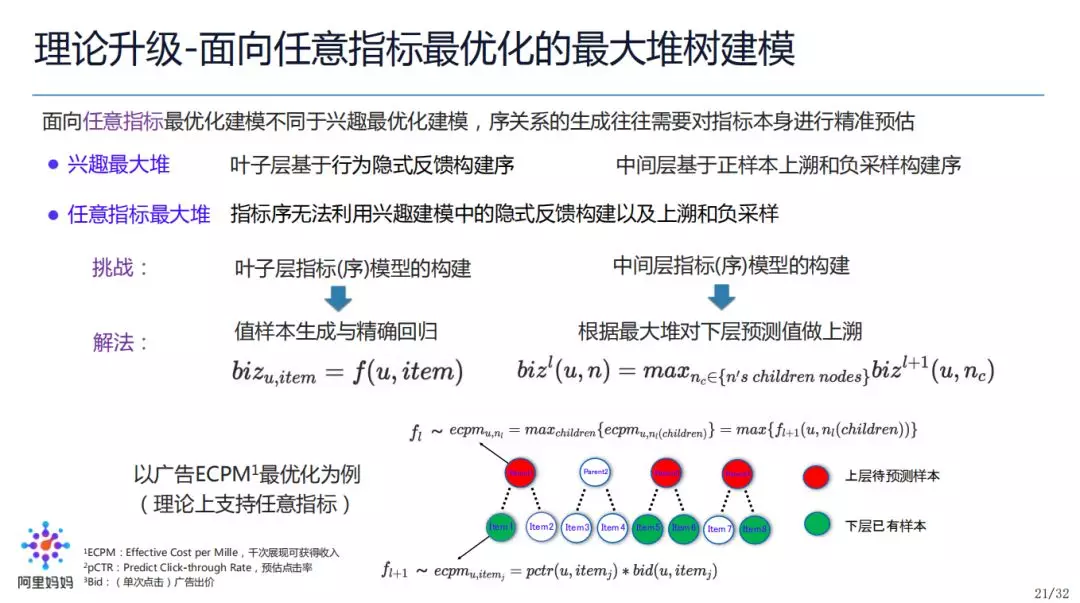 理论升级-面向任意指标最优化的最大堆树建模
面向任意指标最优化建模不同于兴趣最优化建模，序关系的生成往往需要对指标本身进行精准预估
● 兴趣最大堆 叶子层基于行为隐式反馈构建序 中间层基于正样本上溯和负采样构建序
● 任意指标最大堆 指标序无法利用兴趣建模中的隐式反馈构建以及上溯和负采样
挑战： 叶子层指标(序)模型的构建 中间层指标(序)模型的构建
解法： 值样本生成与精确回归 根据最大堆对下层预测值做上溯
biz_{u,item} = f(u, item) biz^l(u, n) = max_{n_c∈{n's children nodes}} biz^{l+1}(u, n_c)
f_l ~ ecpm_{u,n_l} = max_{children}{ecpm_{u,n_l(children)}} = max{f_{l+1}(u, n_l(children))}
以广告ECPM¹最优化为例
（理论上支持任意指标）
Parent2
上层待预测样本
Item1 Item2 Item3 Item4 Item5 Item6 Item7 Item8
下层已有样本
f_{l+1} ~ ecpm_{u,item_j} = pctr(u, item_j) * bid(u, item_j)
¹ECPM：Effective Cost per Mille，千次展现可获得收入
²pCTR：Predict Click-through Rate，预估点击率
³Bid：（单次点击）广告出价
阿里妈妈
21/32